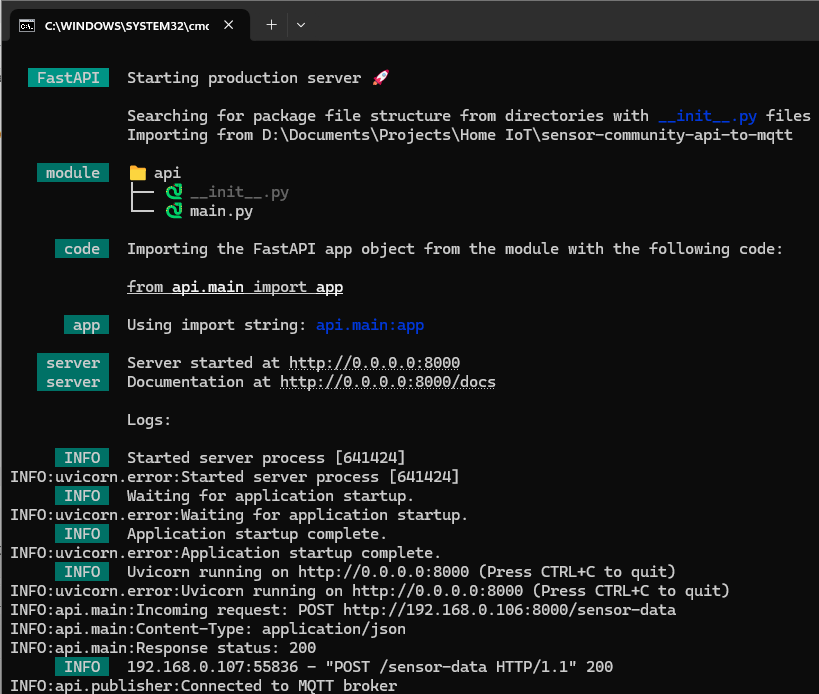 C:\WINDOWS\SYSTEM32\cmc
FastAPI Starting production server 🚀
Searching for package file structure from directories with __init__.py files
Importing from D:\Documents\Projects\Home IoT\sensor-community-api-to-mqtt
module 📁 api
├── 🐍 __init__.py
└── 🐍 main.py
code Importing the FastAPI app object from the module with the following code:
from api.main import app
app Using import string: api.main:app
server Server started at http://0.0.0.0:8000
server Documentation at http://0.0.0.0:8000/docs
Logs:
INFO Started server process [641424]
INFO:uvicorn.error:Started server process [641424]
INFO Waiting for application startup.
INFO:uvicorn.error:Waiting for application startup.
INFO Application startup complete.
INFO:uvicorn.error:Application startup complete.
INFO Uvicorn running on http://0.0.0.0:8000 (Press CTRL+C to quit)
INFO:uvicorn.error:Uvicorn running on http://0.0.0.0:8000 (Press CTRL+C to quit)
INFO:api.main:Incoming request: POST http://192.168.0.106:8000/sensor-data
INFO:api.main:Content-Type: application/json
INFO:api.main:Response status: 200
INFO 192.168.0.107:55836 - "POST /sensor-data HTTP/1.1" 200
INFO:api.publisher:Connected to MQTT broker